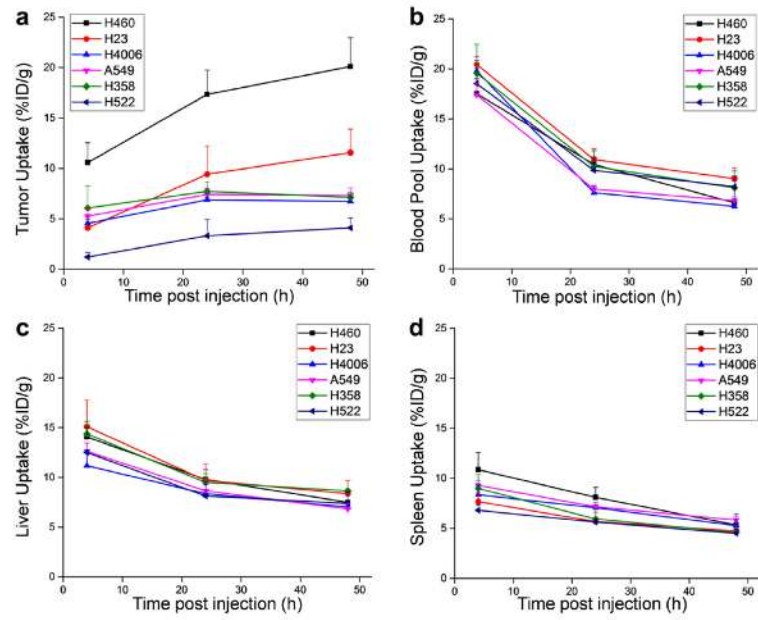 a
H460
H23
H4006
A549
H358
H522
Tumor Uptake (%ID/g)
25
20
15
10
5
0
0 10 20 30 40 50
Time post injection (h)
b
H460
H23
H4006
A549
H358
H522
Blood Pool Uptake (%ID/g)
25
20
15
10
5
0
0 10 20 30 40 50
Time post injection (h)
c
H460
H23
H4006
A549
H358
H522
Liver Uptake (%ID/g)
25
20
15
10
5
0
0 10 20 30 40 50
Time post injection (h)
d
H460
H23
H4006
A549
H358
H522
Spleen Uptake (%ID/g)
25
20
15
10
5
0
0 10 20 30 40 50
Time post injection (h)